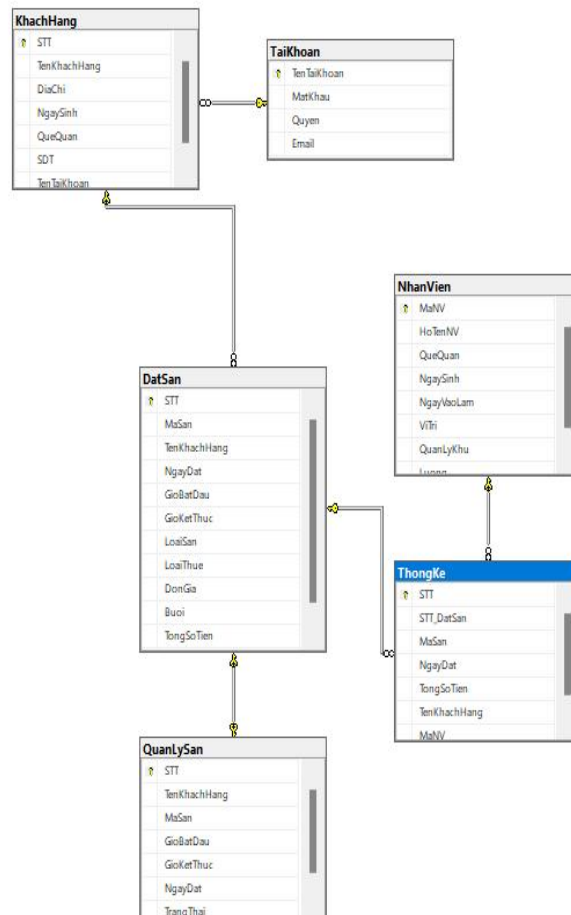 KhachHang
STT
TenKhachHang
DiaChi
NgaySinh
QueQuan
SDT
TenTaiKhoan
TaiKhoan
TenTaiKhoan
MatKhau
Quyen
Email
NhanVien
MaNV
HoTenNV
QueQuan
NgaySinh
NgayVaoLam
ViTri
QuanLyKhu
Luong
DatSan
STT
MaSan
TenKhachHang
NgayDat
GioBatDau
GioKetThuc
LoaiSan
LoaiThue
DonGia
Buoi
TongSoTien
ThongKe
STT
STT_DatSan
MaSan
NgayDat
TongSoTien
TenKhachHang
MaNV
QuanLySan
STT
TenKhachHang
MaSan
GioBatDau
GioKetThuc
NgayDat
TrangThai